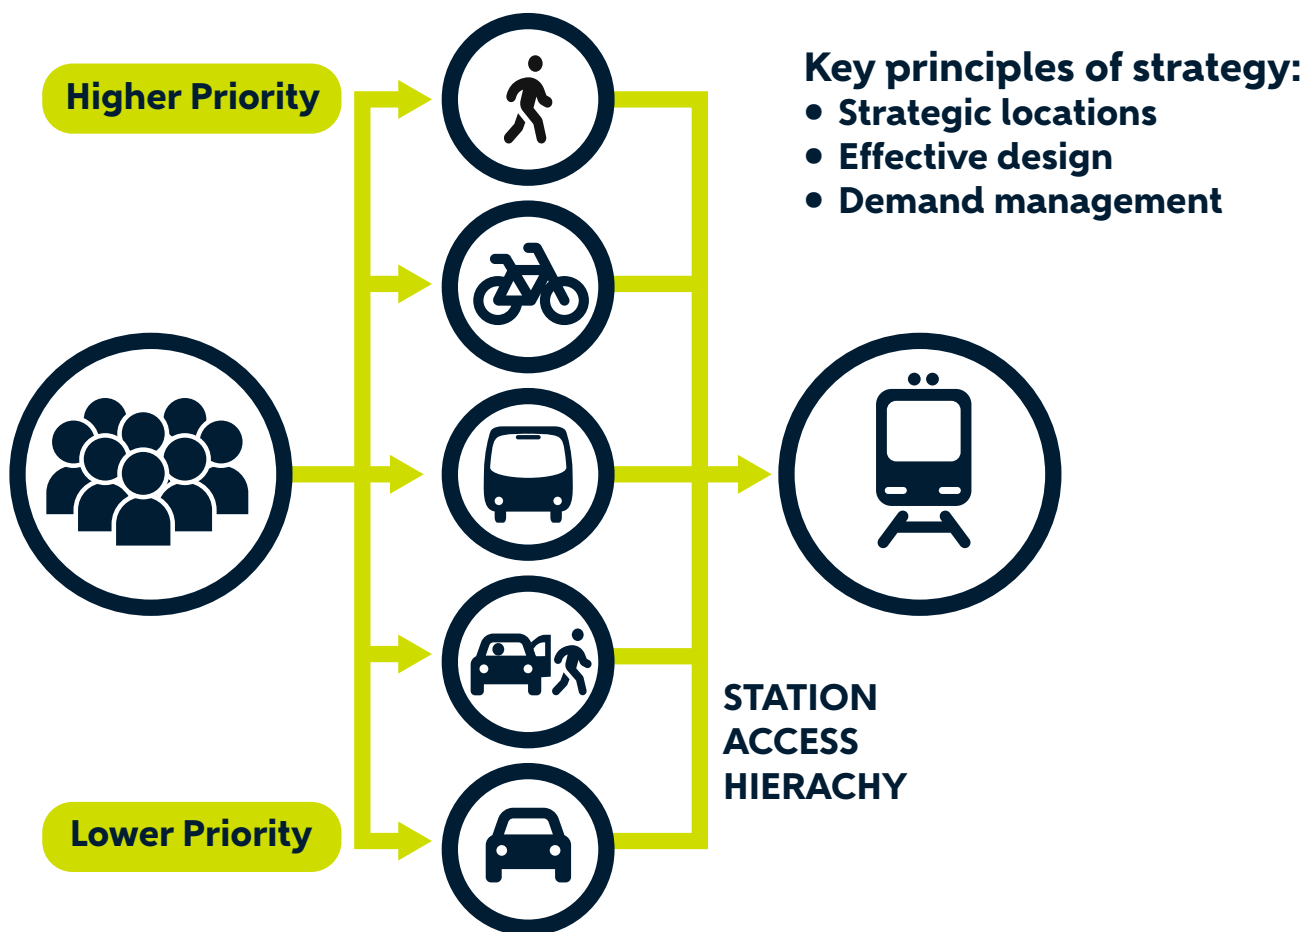 Higher Priority
Key principles of strategy:
• Strategic locations
• Effective design
• Demand management
STATION
ACCESS
HIERACHY
Lower Priority